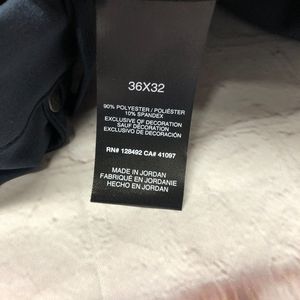 36X32
90% POLYESTER / POLIÉSTER
10% SPANDEX
EXCLUSIVE OF DECORATION
SAUF DÉCORATION
EXCLUSIVO DE DECORACIÓN
RN# 128492 CA# 41097
MADE IN JORDAN
FABRIQUÉ EN JORDANIE
HECHO EN JORDAN